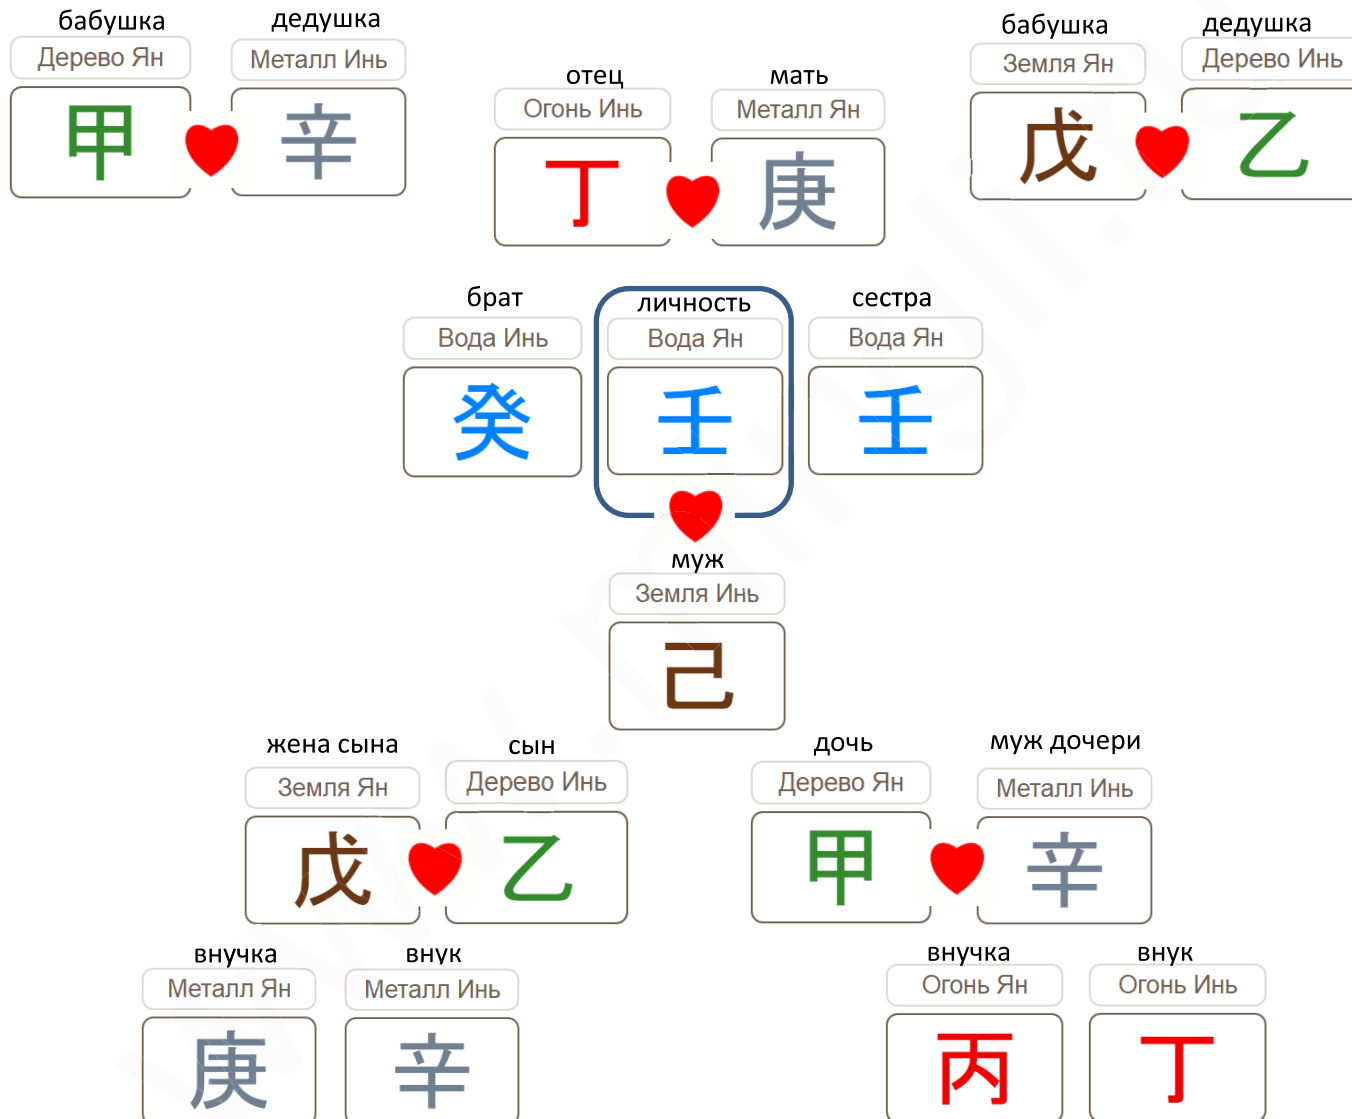 бабушка
Дерево Ян
甲
дедушка
Металл Инь
辛
отец
Огонь Инь
丁
мать
Металл Ян
庚
бабушка
Земля Ян
戊
дедушка
Дерево Инь
乙
брат
Вода Инь
癸
личность
Вода Ян
壬
сестра
Вода Ян
壬
муж
Земля Инь
己
жена сына
Земля Ян
戊
сын
Дерево Инь
乙
дочь
Дерево Ян
甲
муж дочери
Металл Инь
辛
внучка
Металл Ян
庚
внук
Металл Инь
辛
внучка
Огонь Ян
丙
внук
Огонь Инь
丁